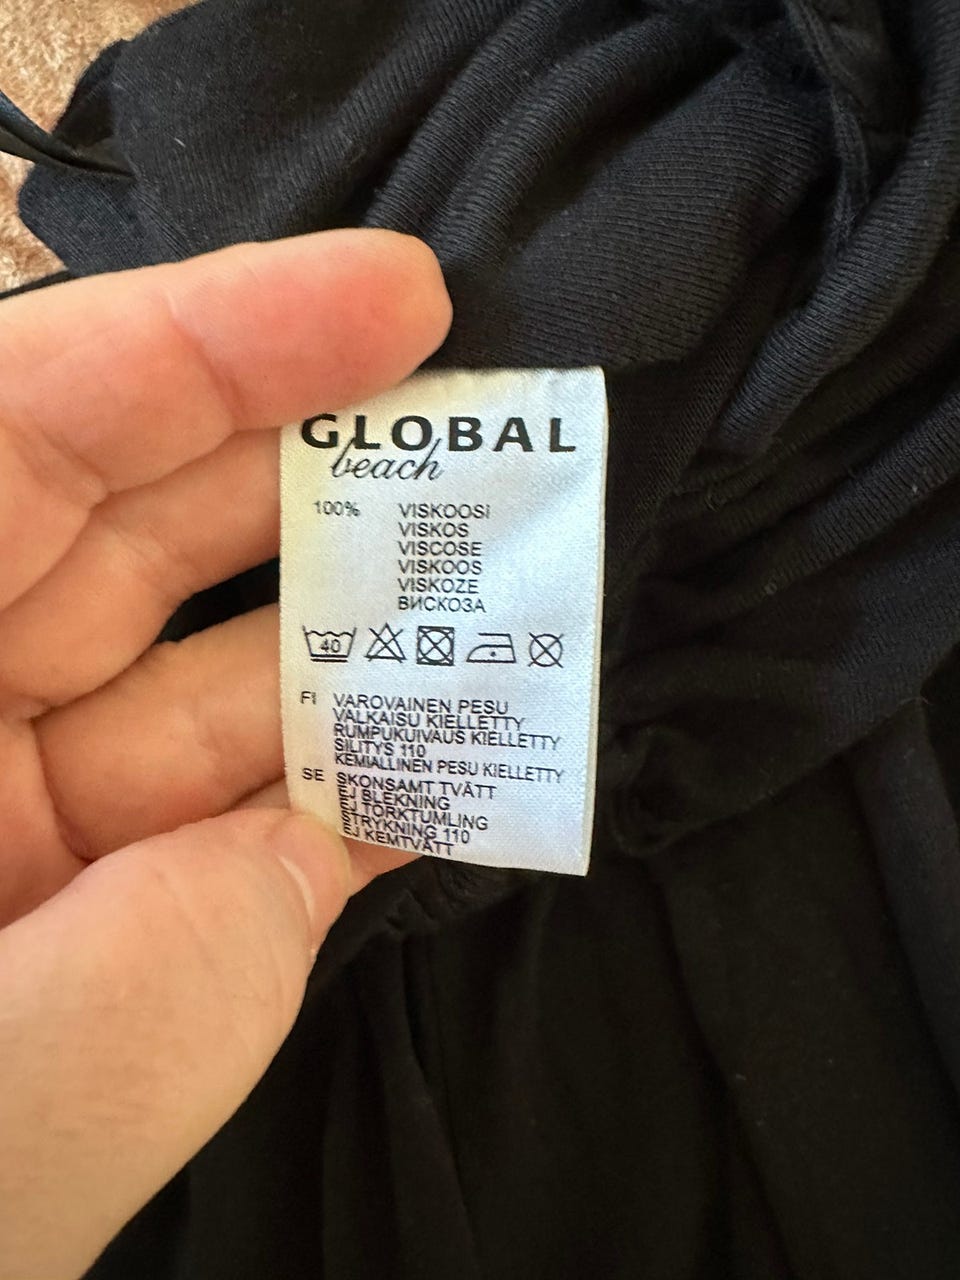 GLOBAL
beach
100% VISKOOSI
VISKOS
VISCOSE
VISKOOS
VISKOZE
ВИСКОЗА
40
FI VAROVAINEN PESU
VALKAISU KIELLETTY
RUMPUKUIVAUS KIELLETTY
SILITYS 110
KEMIALLINEN PESU KIELLETTY
SE SKONSAMT TVÄTT
EJ BLEKNING
EJ TORKTUMLING
STRYKNING 110
EJ KEMTVÄTT